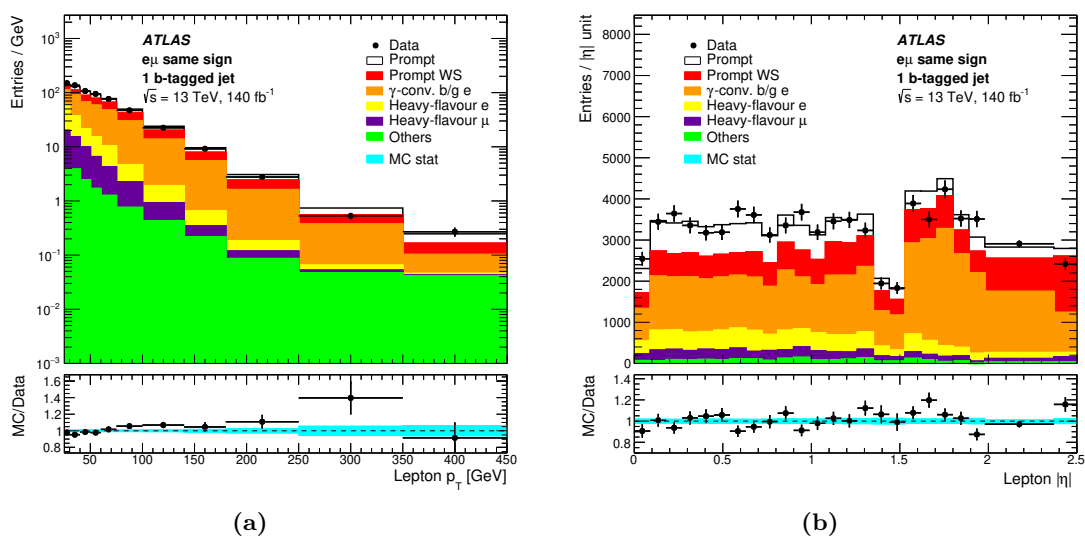 Entries / GeV
10³
10²
10
1
10⁻¹
10⁻²
10⁻³
ATLAS
eμ same sign
1 b-tagged jet
√s = 13 TeV, 140 fb⁻¹
Data
Prompt
Prompt WS
γ-conv. b/g e
Heavy-flavour e
Heavy-flavour μ
Others
MC stat
MC/Data
1.6
1.4
1.2
1.0
0.8
50 100 150 200 250 300 350 400 450
Lepton p_T [GeV]
(a)
Entries / |η| unit
8000
7000
6000
5000
4000
3000
2000
1000
0
ATLAS
eμ same sign
1 b-tagged jet
√s = 13 TeV, 140 fb⁻¹
Data
Prompt
Prompt WS
γ-conv. b/g e
Heavy-flavour e
Heavy-flavour μ
Others
MC stat
MC/Data
1.4
1.2
1
0.8
0 0.5 1 1.5 2 2.5
Lepton |η|
(b)